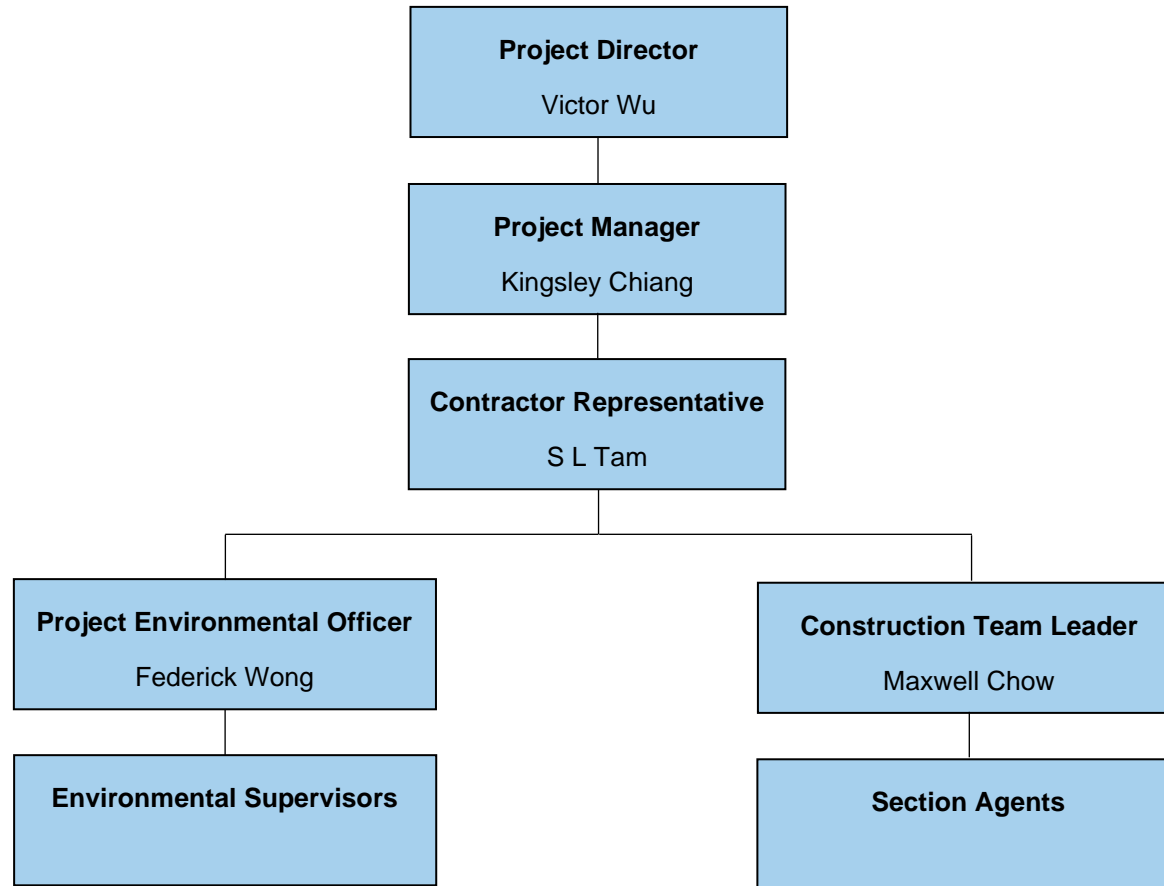 Project Director
Victor Wu
Project Manager
Kingsley Chiang
Contractor Representative
S L Tam
Project Environmental Officer
Federick Wong
Construction Team Leader
Maxwell Chow
Environmental Supervisors
Section Agents